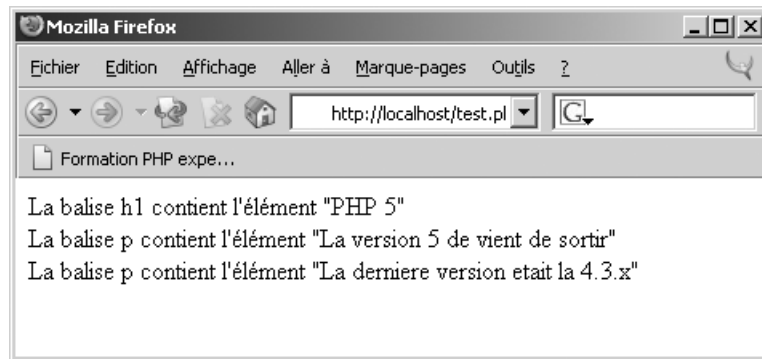 Mozilla Firefox
Fichier Edition Affichage Aller à Marque-pages Outils ?
http://localhost/test.pl G
Formation PHP expe...
La balise h1 contient l'élément "PHP 5"
La balise p contient l'élément "La version 5 de vient de sortir"
La balise p contient l'élément "La derniere version etait la 4.3.x"